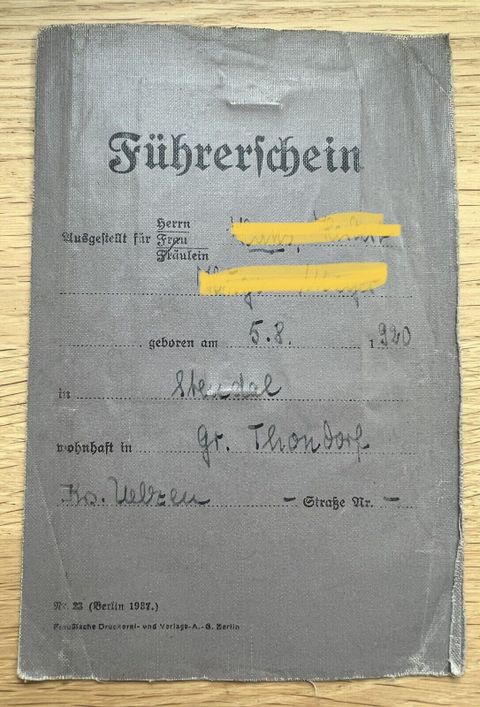 Führerschein
Ausgestellt für Herrn
Frau
Fräulein
geboren am 5.8. 1920
in Stendal
wohnhaft in Gr. Thondorf
Krs. Uelzen – Straße Nr. –
Nr. 23 (Berlin 1937.)
Preußische Druckerei- und Verlags-A.-G. Berlin